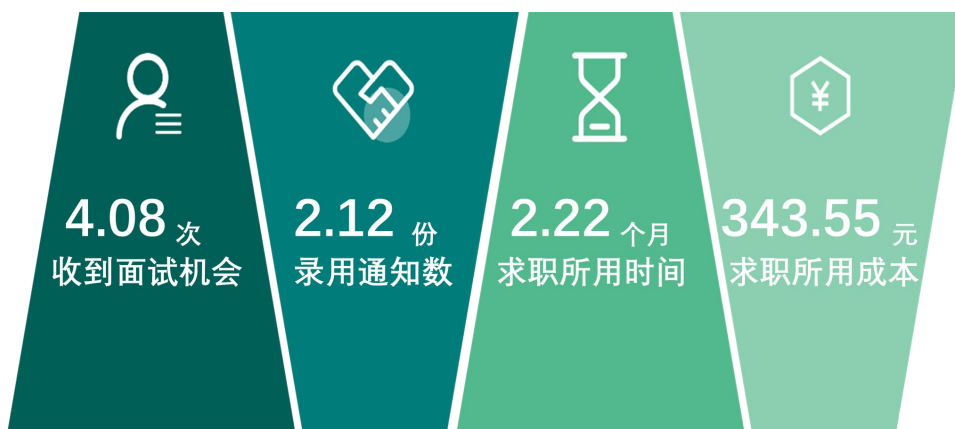 4.08 次
收到面试机会
2.12 份
录用通知数
2.22 个月
求职所用时间
¥
343.55 元
求职所用成本